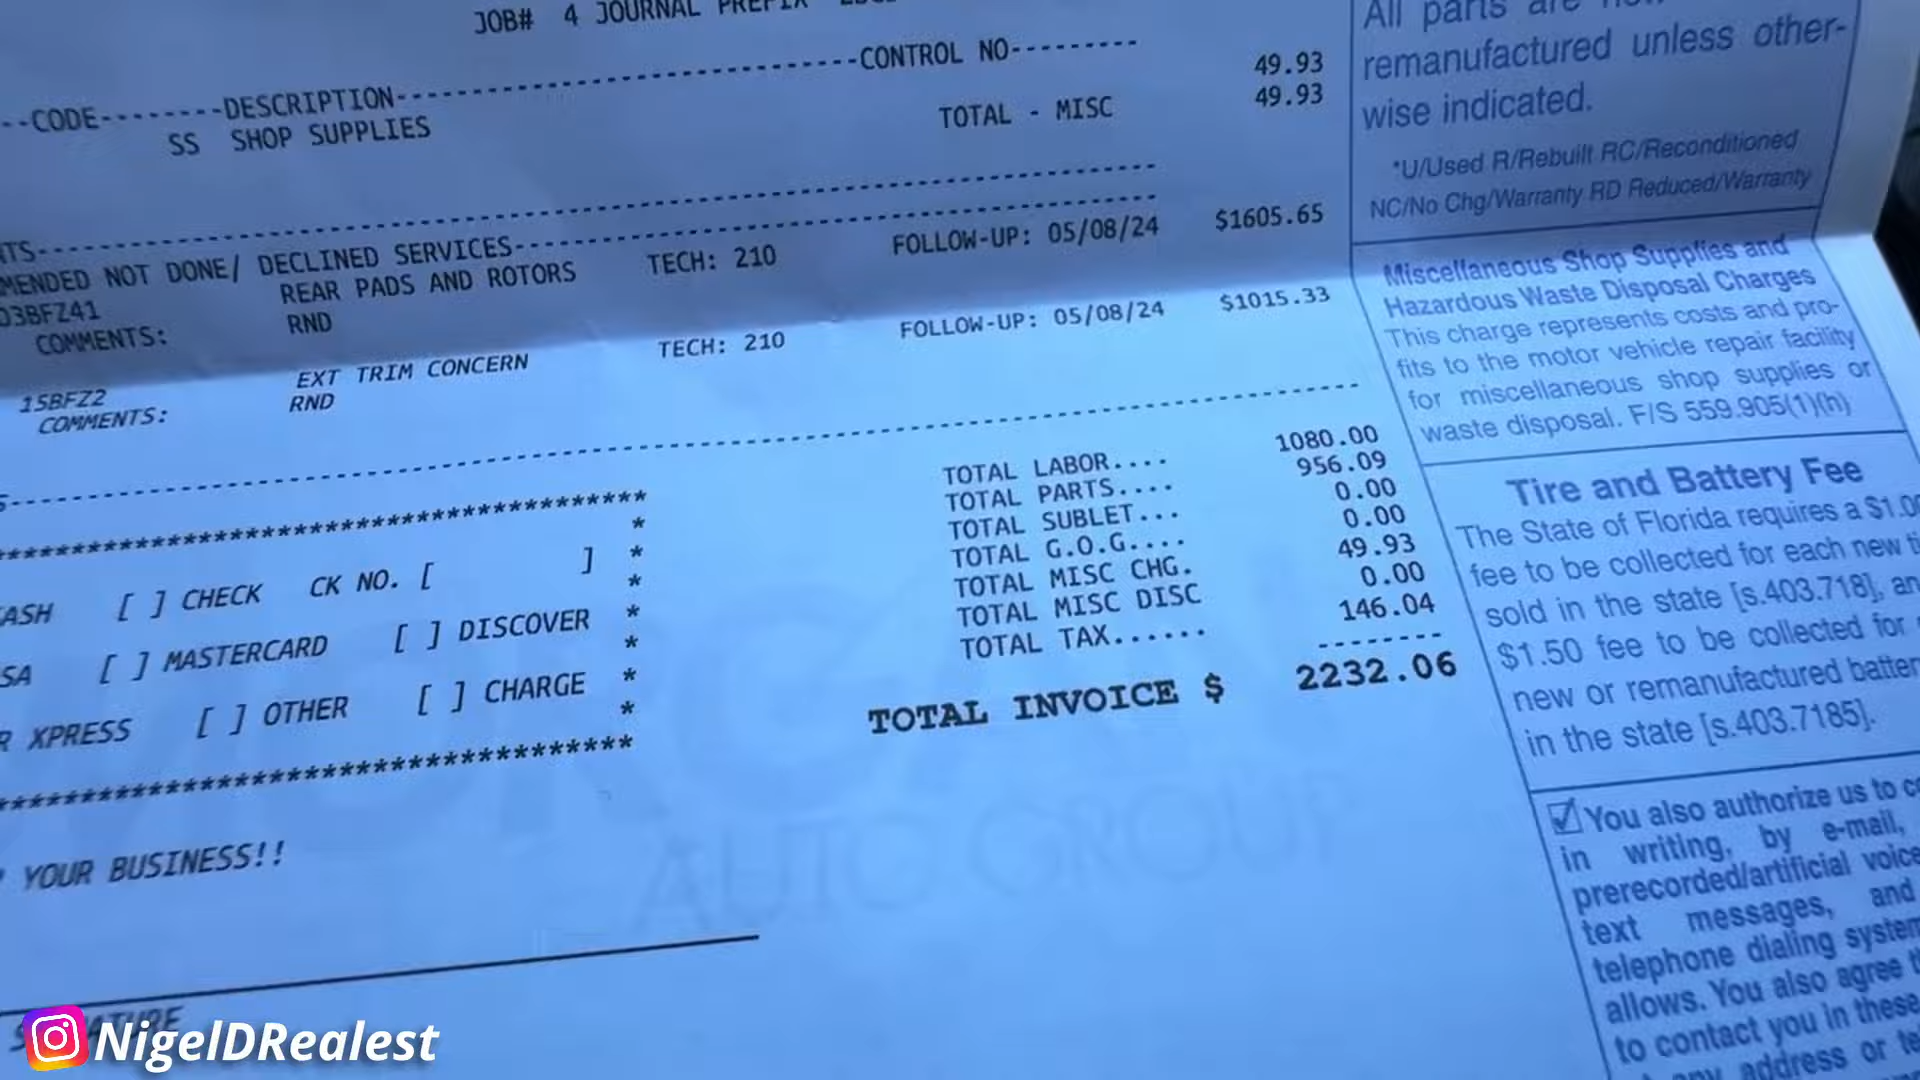 JOB# 4 JOURNAL PREFIX
--CODE--------DESCRIPTION-----------------------------------CONTROL NO---------
SS SHOP SUPPLIES 49.93
TOTAL - MISC 49.93
DECLINED SERVICES
NOT DONE/
REAR PADS AND ROTORS TECH: 210 FOLLOW-UP: 05/08/24 $1605.65
03BFZ41
COMMENTS: RND
EXT TRIM CONCERN TECH: 210 FOLLOW-UP: 05/08/24 $1015.33
15BFZ2
COMMENTS: RND
[ ] CHECK CK NO. [ ] *
[ ] MASTERCARD [ ] DISCOVER *
XPRESS [ ] OTHER [ ] CHARGE *
YOUR BUSINESS!!
TOTAL LABOR.... 1080.00
TOTAL PARTS.... 956.09
TOTAL SUBLET... 0.00
TOTAL G.O.G.... 0.00
TOTAL MISC CHG. 49.93
TOTAL MISC DISC 0.00
TOTAL TAX...... 146.04
TOTAL INVOICE $ 2232.06
AUTO GROUP
All parts are
remanufactured unless other-
wise indicated.
*U/Used R/Rebuilt RC/Reconditioned
NC/No Chg/Warranty RD Reduced/Warranty
Miscellaneous Shop Supplies and
Hazardous Waste Disposal Charges
This charge represents costs and pro-
fits to the motor vehicle repair facility
for miscellaneous shop supplies or
waste disposal. F/S 559.905(1)(h)
Tire and Battery Fee
The State of Florida requires a $1.00
fee to be collected for each new
sold in the state [s.403.718], and
$1.50 fee to be collected for
new or remanufactured
in the state [s.403.7185].
You also authorize us to
in writing, by e-mail,
prerecorded/artificial voice
text messages, and
telephone dialing system
allows. You also agree
to contact you in these
any address or
NigelDRealest